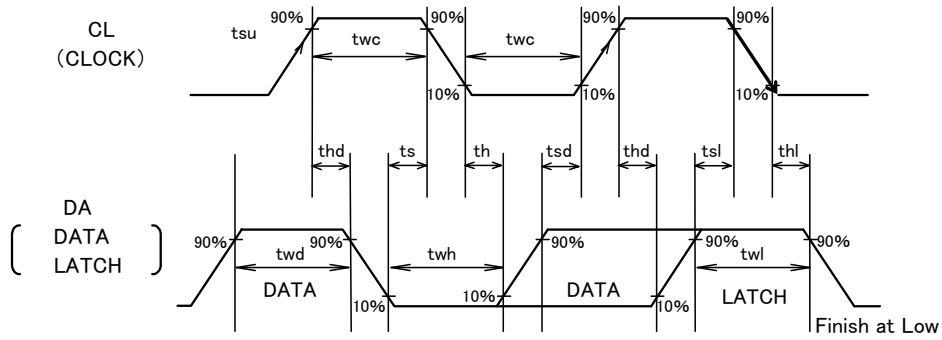 90% 90% 90% 90%
CL tsu twc twc
(CLOCK)
10% 10% 10%
thd ts th tsd thd tsl thl
DA
DATA 90% 90% 90% 90% 90%
LATCH twd twh twl
DATA 10% 10% DATA 10% LATCH
Finish at Low